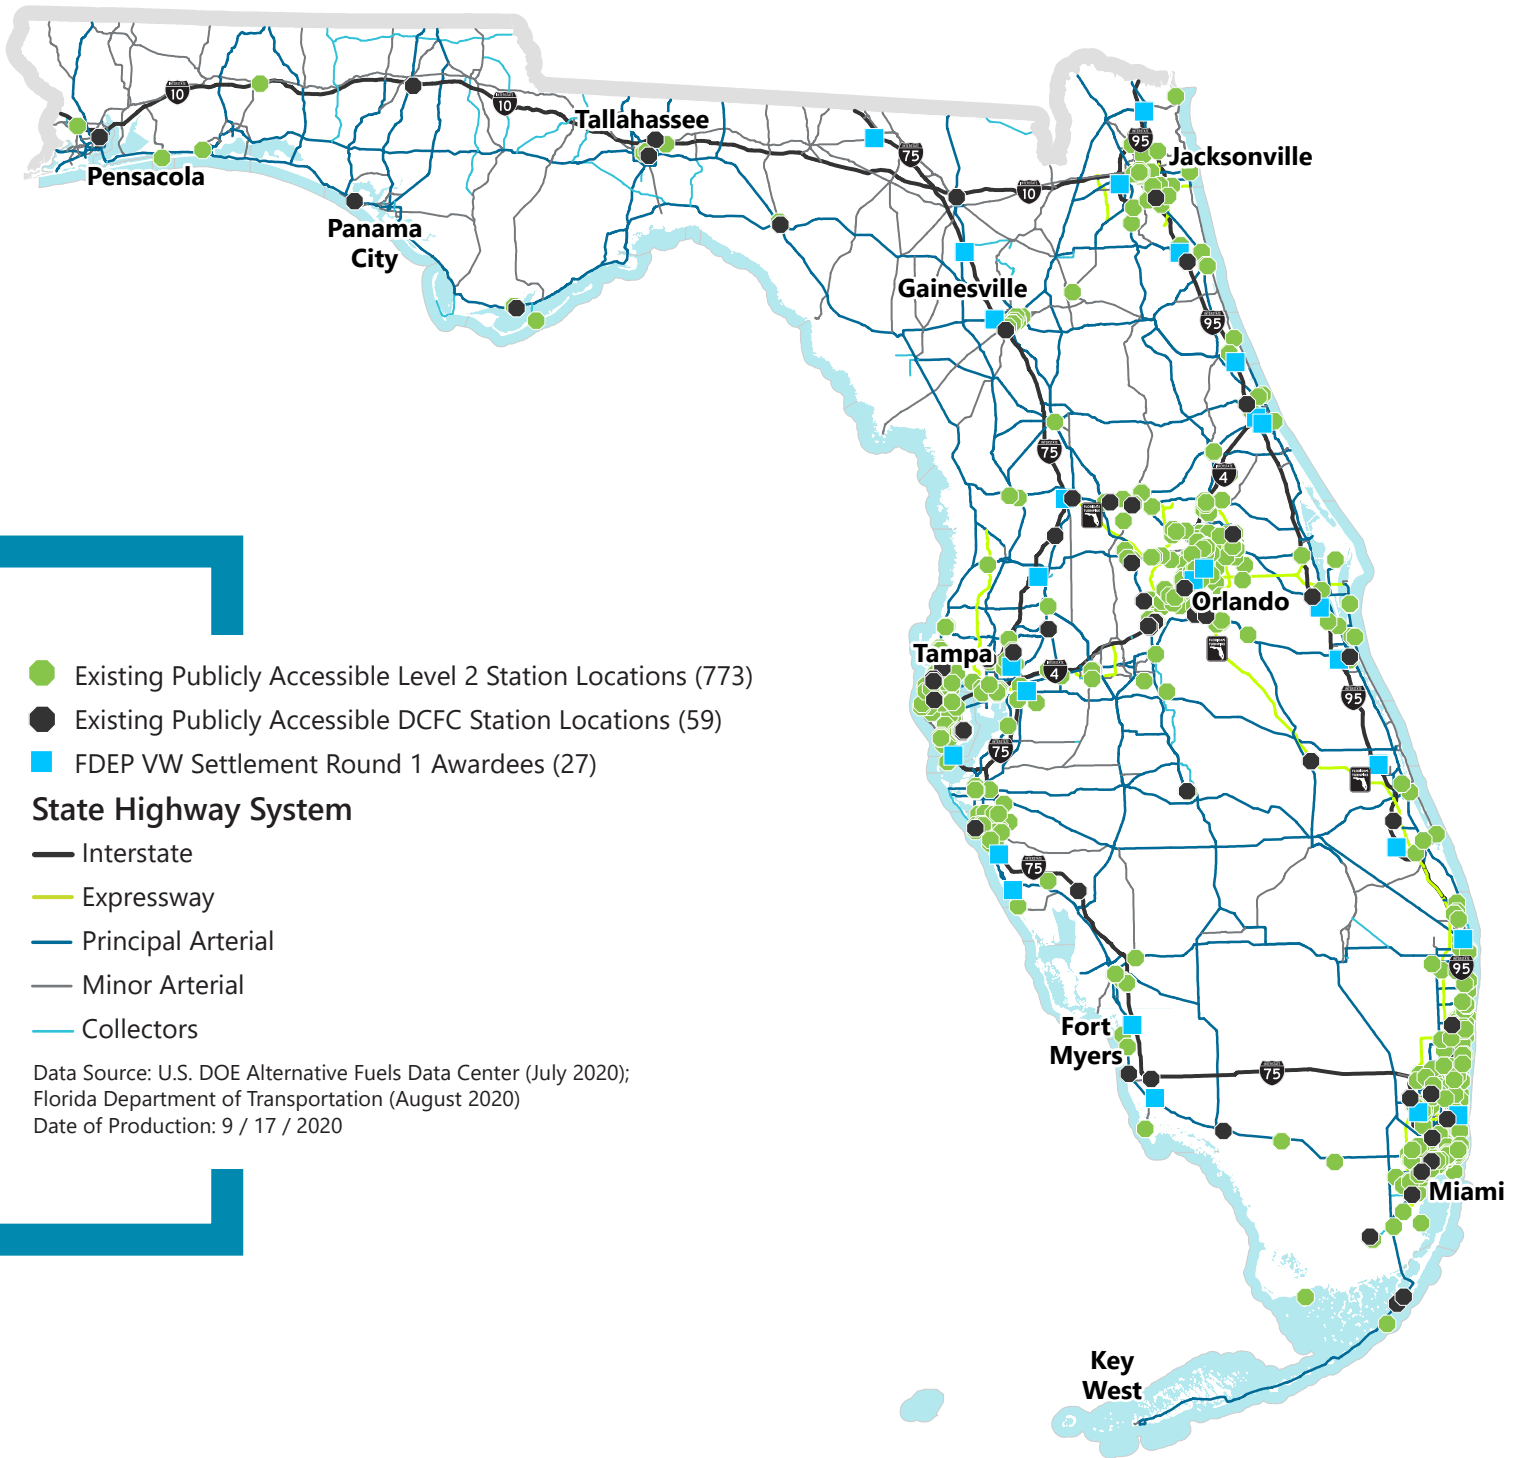 10
10
Tallahassee
75
95
Jacksonville
Pensacola
10
Panama
City
Gainesville
95
75
4
Orlando
Tampa
4
95
75
Existing Publicly Accessible Level 2 Station Locations (773)
Existing Publicly Accessible DCFC Station Locations (59)
FDEP VW Settlement Round 1 Awardees (27)
State Highway System
Interstate
Expressway
Principal Arterial
Minor Arterial
Collectors
Data Source: U.S. DOE Alternative Fuels Data Center (July 2020);
Florida Department of Transportation (August 2020)
Date of Production: 9 / 17 / 2020
75
95
Fort
Myers
75
Miami
Key
West